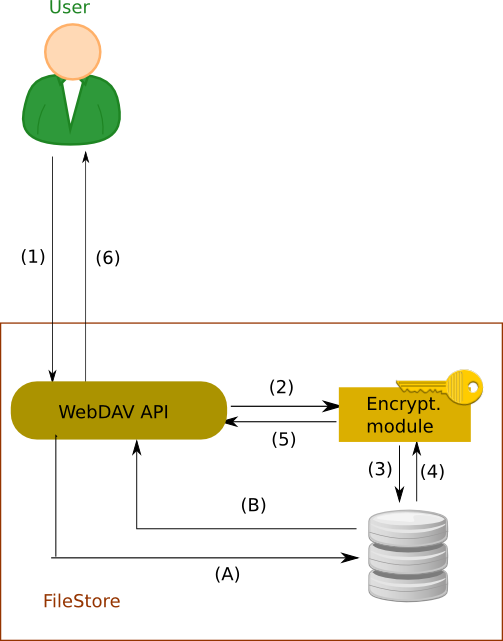 User
(1)
(6)
WebDAV API
(2)
(5)
Encrypt.
module
(3)
(4)
(B)
(A)
FileStore